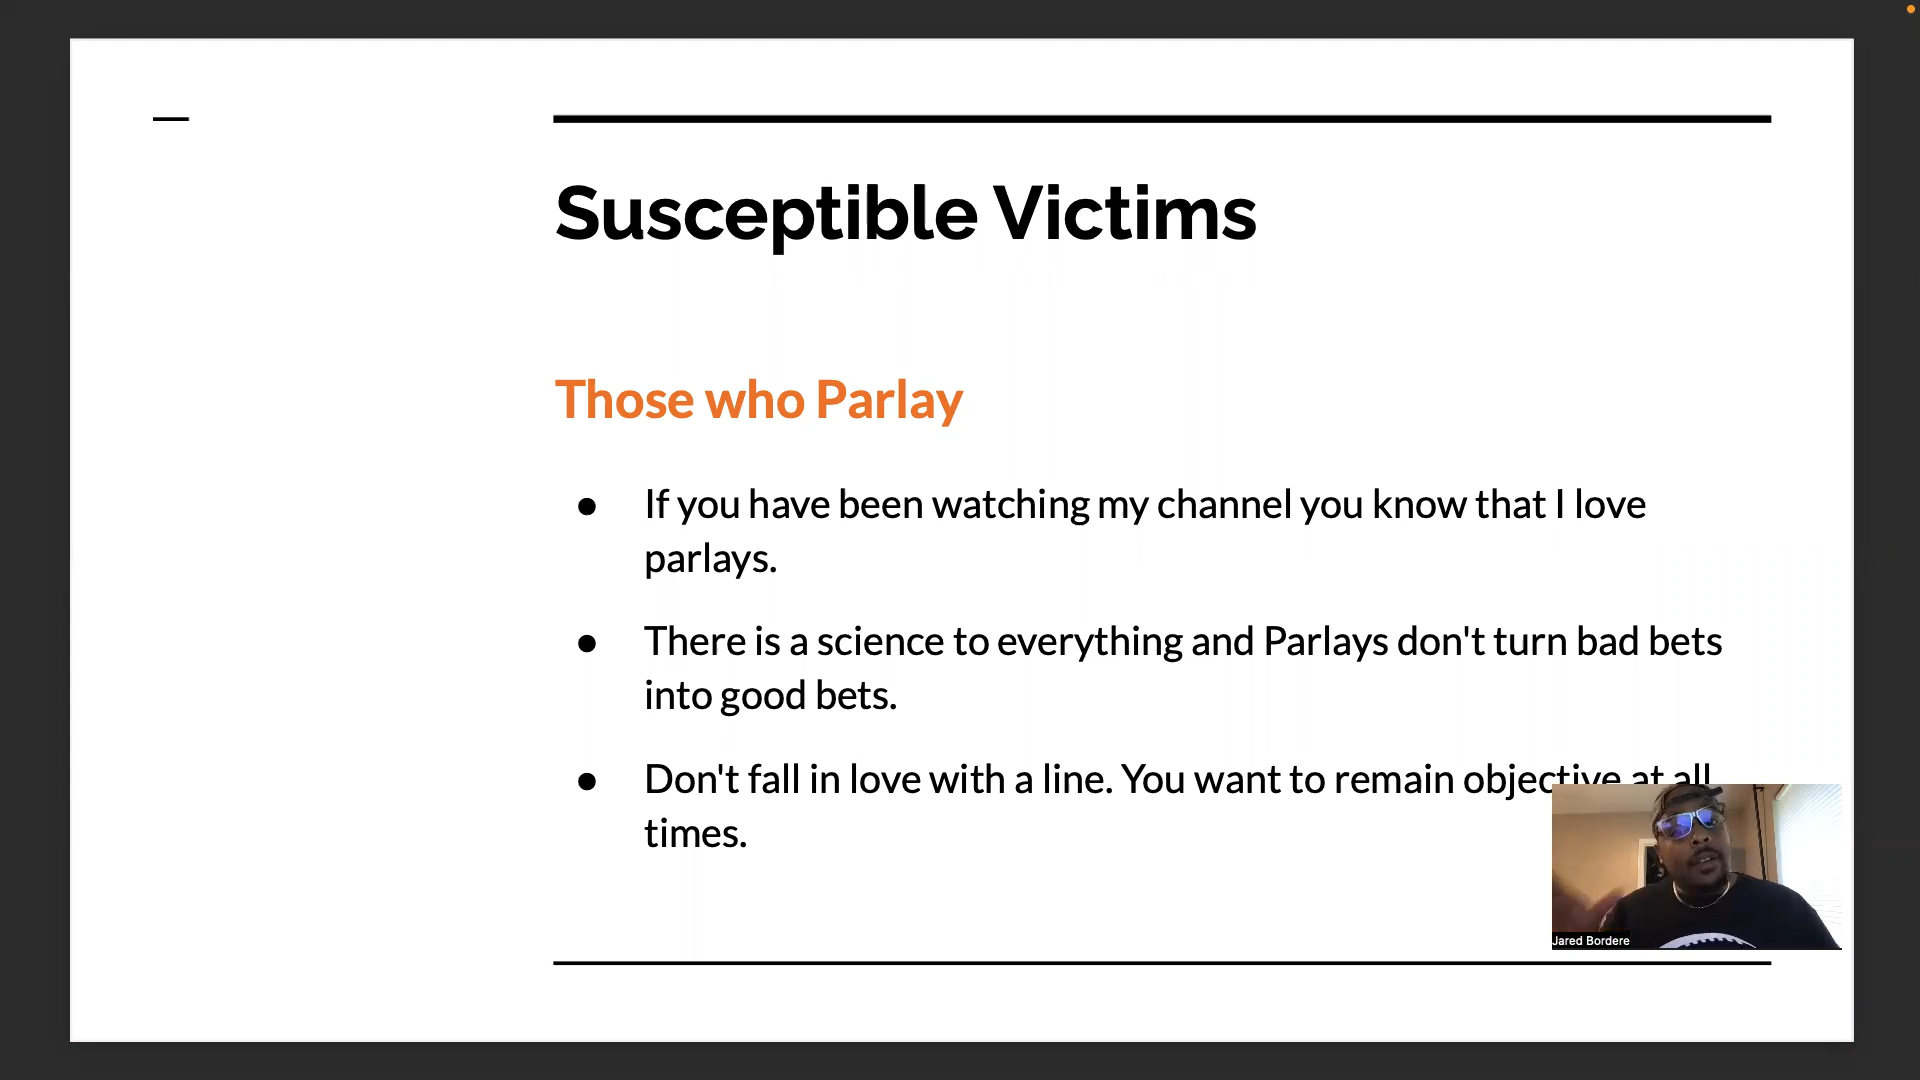 Susceptible Victims
Those who Parlay
● If you have been watching my channel you know that I love
parlays.
● There is a science to everything and Parlays don't turn bad bets
into good bets.
● Don't fall in love with a line. You want to remain objective at all
times.
Jared Bordere